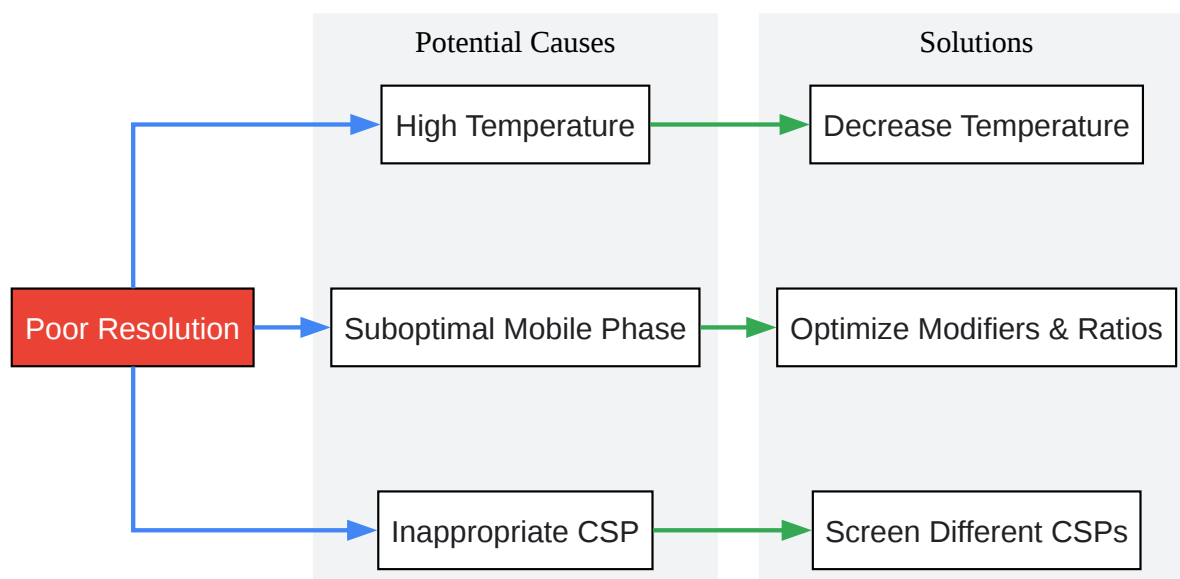 Potential Causes
Solutions
High Temperature
Decrease Temperature
Poor Resolution
Suboptimal Mobile Phase
Optimize Modifiers & Ratios
Inappropriate CSP
Screen Different CSPs